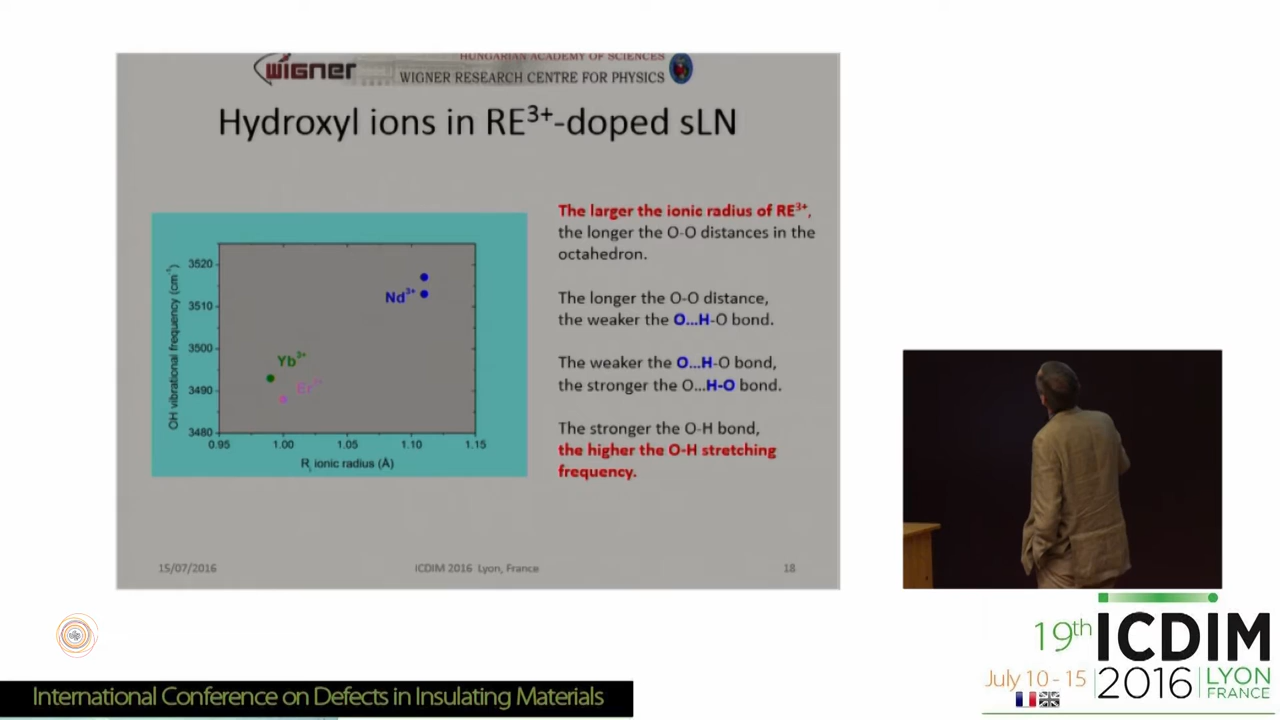 WIGNER
HUNGARIAN ACADEMY OF SCIENCES
WIGNER RESEARCH CENTRE FOR PHYSICS
Hydroxyl ions in RE3+-doped sLN
The larger the ionic radius of RE3+,
the longer the O-O distances in the
octahedron.
The longer the O-O distance,
the weaker the O...H-O bond.
The weaker the O...H-O bond,
the stronger the O...H-O bond.
The stronger the O-H bond,
the higher the O-H stretching
frequency.
OH vibrational frequency (cm-1)
3520
3510
3500
3490
3480
Nd3+
Yb3+
Er3+
0.95 1.00 1.05 1.10 1.15
Ri ionic radius (Å)
15/07/2016 ICDIM 2016 Lyon, France 18
19th ICDIM
July 10 - 15 2016 LYON
FRANCE
International Conference on Defects in Insulating Materials